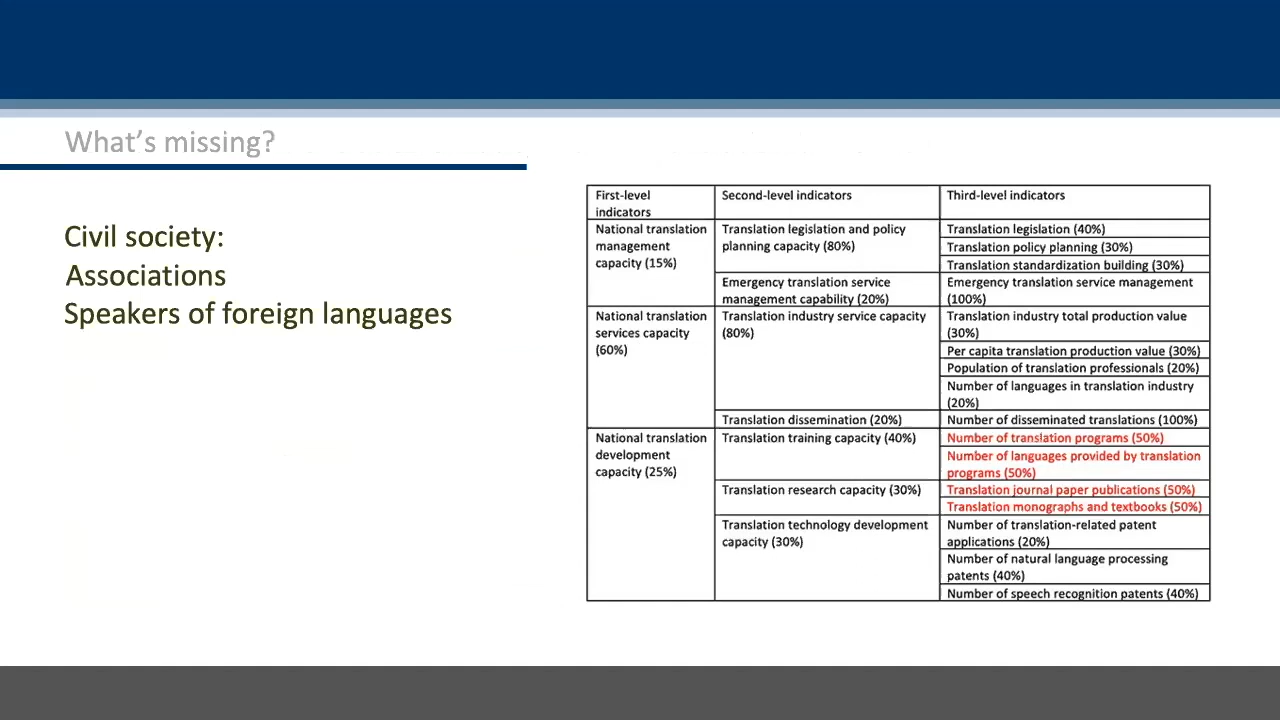 What's missing?
Civil society:
Associations
Speakers of foreign languages
First-level
indicators
Second-level indicators
Third-level indicators
National translation
management
capacity (15%)
Translation legislation and policy
planning capacity (80%)
Translation legislation (40%)
Translation policy planning (30%)
Translation standardization building (30%)
Emergency translation service
management capability (20%)
Emergency translation service management
(100%)
National translation
services capacity
(60%)
Translation industry service capacity
(80%)
Translation industry total production value
(30%)
Per capita translation production value (30%)
Population of translation professionals (20%)
Number of languages in translation industry
(20%)
Translation dissemination (20%)
Number of disseminated translations (100%)
National translation
development
capacity (25%)
Translation training capacity (40%)
Number of translation programs (50%)
Number of languages provided by translation
programs (50%)
Translation research capacity (30%)
Translation journal paper publications (50%)
Translation monographs and textbooks (50%)
Translation technology development
capacity (30%)
Number of translation-related patent
applications (20%)
Number of natural language processing
patents (40%)
Number of speech recognition patents (40%)